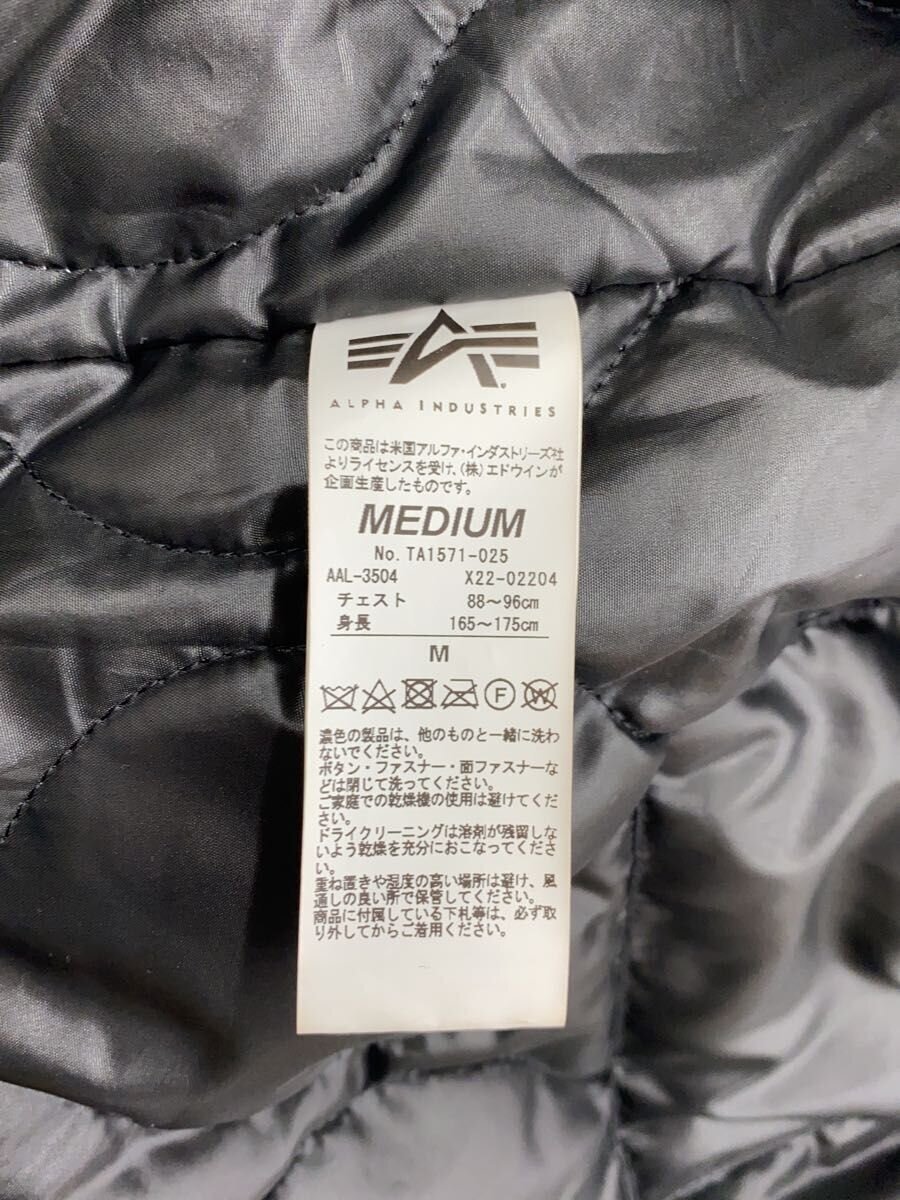 ALPHA INDUSTRIES
この商品は米国アルファ・インダストリーズ社
よりライセンスを受け、(株)エドウインが
企画生産したものです。
MEDIUM
No. TA1571-025
AAL-3504 X22-02204
チェスト 88〜96cm
身長 165〜175cm
M
F W
濃色の製品は、他のものと一緒に洗わ
ないでください。
ボタン・ファスナー・面ファスナーな
どは閉じて洗ってください。
ご家庭での乾燥機の使用は避けてくだ
さい。
ドライクリーニングは溶剤が残留しな
いよう乾燥を充分におこなってくださ
い。
重ね置きや湿度の高い場所は避け、風
通しの良い所で保管してください。
商品に付属している下札等は、必ず取
り外してからご着用ください。